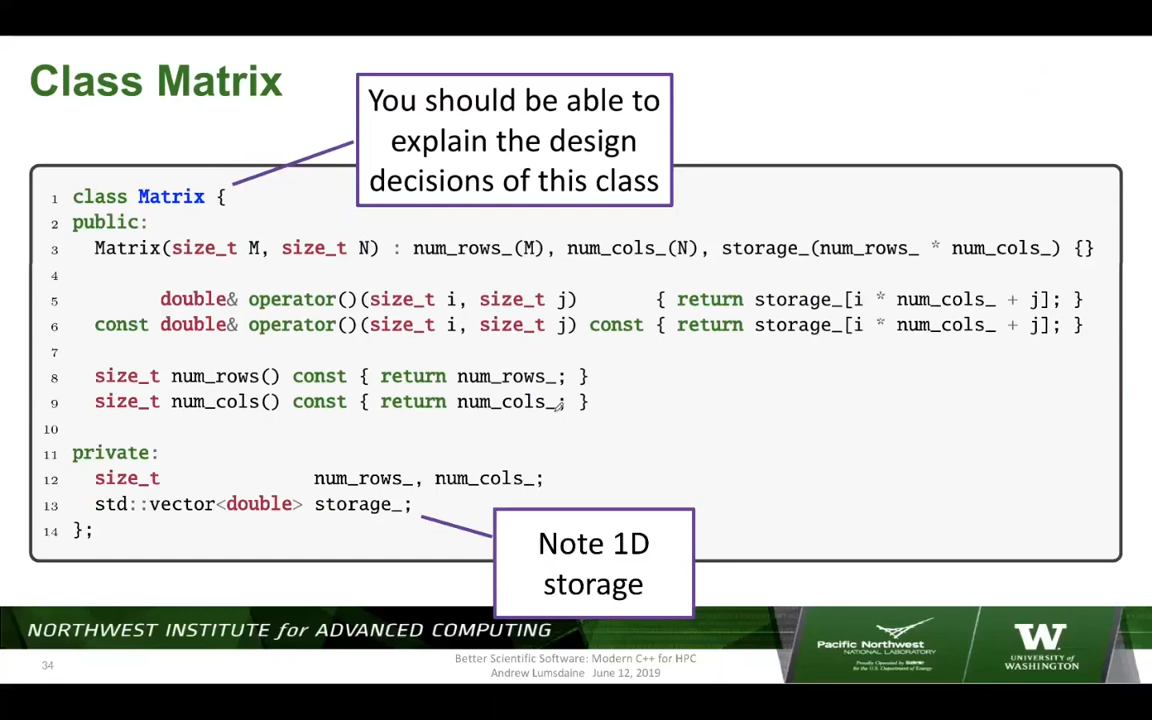 Class Matrix
You should be able to
explain the design
decisions of this class
1 class Matrix {
2 public:
3 Matrix(size_t M, size_t N) : num_rows_(M), num_cols_(N), storage_(num_rows_ * num_cols_) {}
4
5 double& operator()(size_t i, size_t j) { return storage_[i * num_cols_ + j]; }
6 const double& operator()(size_t i, size_t j) const { return storage_[i * num_cols_ + j]; }
7
8 size_t num_rows() const { return num_rows_; }
9 size_t num_cols() const { return num_cols_; }
10
11 private:
12 size_t num_rows_, num_cols_;
13 std::vector<double> storage_;
14 };
Note 1D
storage
NORTHWEST INSTITUTE for ADVANCED COMPUTING
Pacific Northwest
NATIONAL LABORATORY
W
UNIVERSITY of
WASHINGTON
34
Better Scientific Software: Modern C++ for HPC
Andrew Lumsdaine June 12, 2019